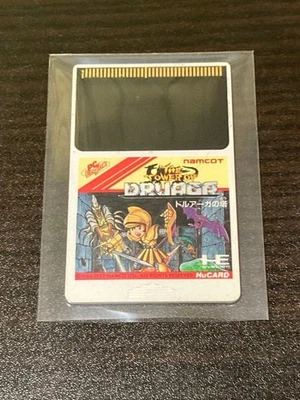 namcot
THE
TOWER OF
DRUAGA
ドルアーガの塔
HE
HuCARD